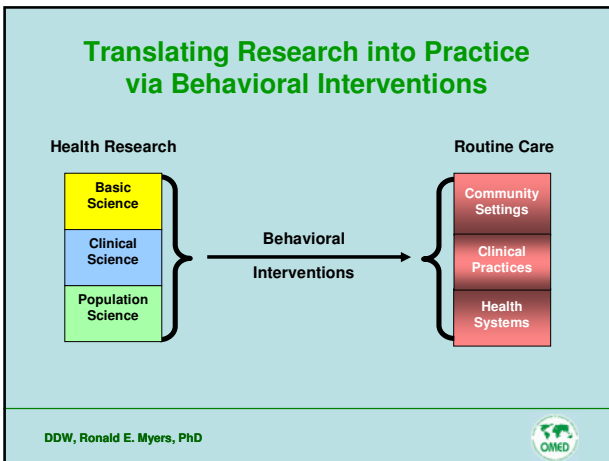 Translating Research into Practice
via Behavioral Interventions
Health Research
Routine Care
Basic
Science
Clinical
Science
Population
Science
Behavioral
Interventions
Community
Settings
Clinical
Practices
Health
Systems
DDW, Ronald E. Myers, PhD
OMED